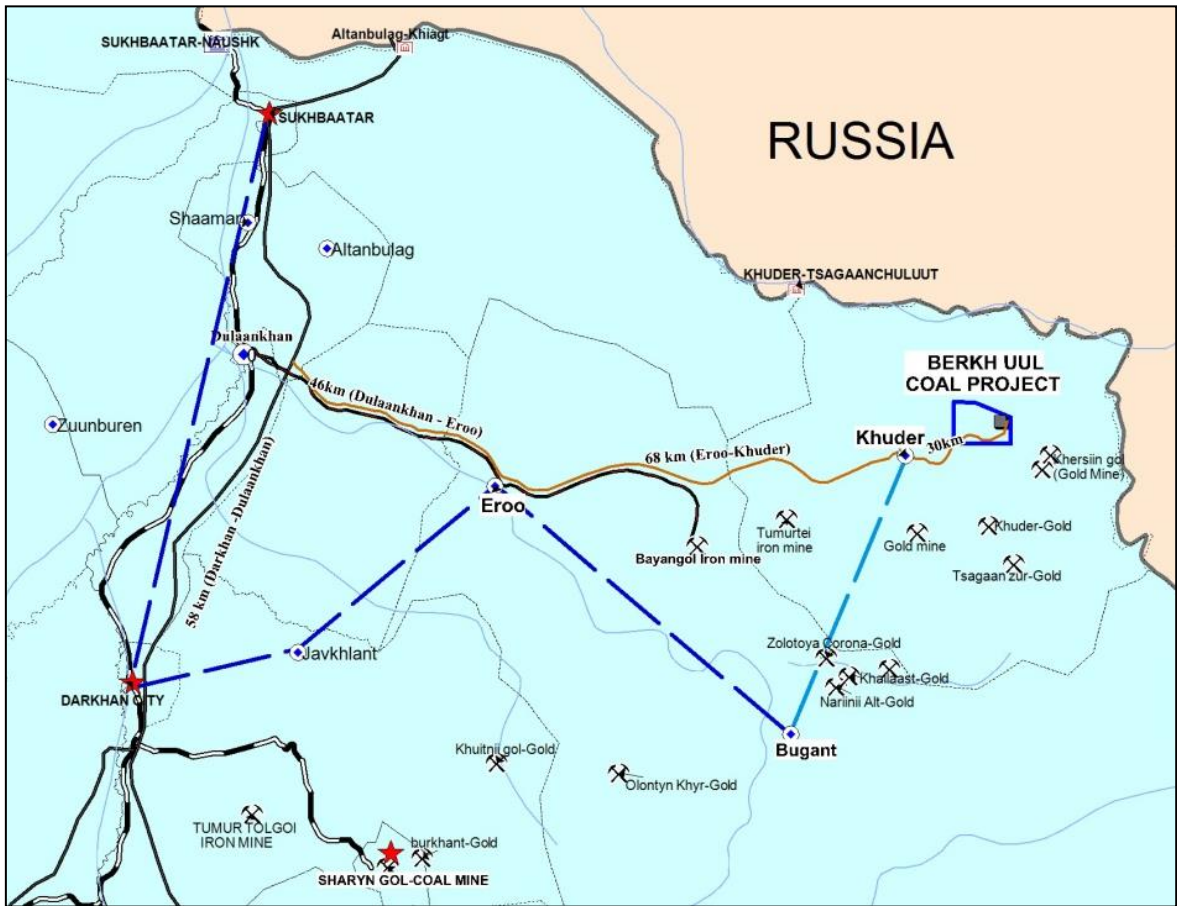 SUKHBAATAR-NAUSHK
Altanbulag-Khiagt
SUKHBAATAR
RUSSIA
Shaamar
Altanbulag
KHUDER-TSAGAANCHULUUT
Dulaankhan
BERKH UUL
COAL PROJECT
46km (Dulaankhan - Eroo)
Zuunburen
58 km (Darkhan -Dulaankhan)
Khuder
30km
68 km (Eroo-Khuder)
Khersiin gol
(Gold Mine)
Eroo
Tumurtei
iron mine
Gold mine
Khuder-Gold
Bayangol Iron mine
Tsagaan zur-Gold
Javkhlant
Zolotoya Corona-Gold
Khailaast-Gold
Nariinii Alt-Gold
DARKHAN CITY
Bugant
Khuitnii gol-Gold
Olontyn Khyr-Gold
TUMUR TOLGOI
IRON MINE
burkhant-Gold
SHARYN GOL-COAL MINE